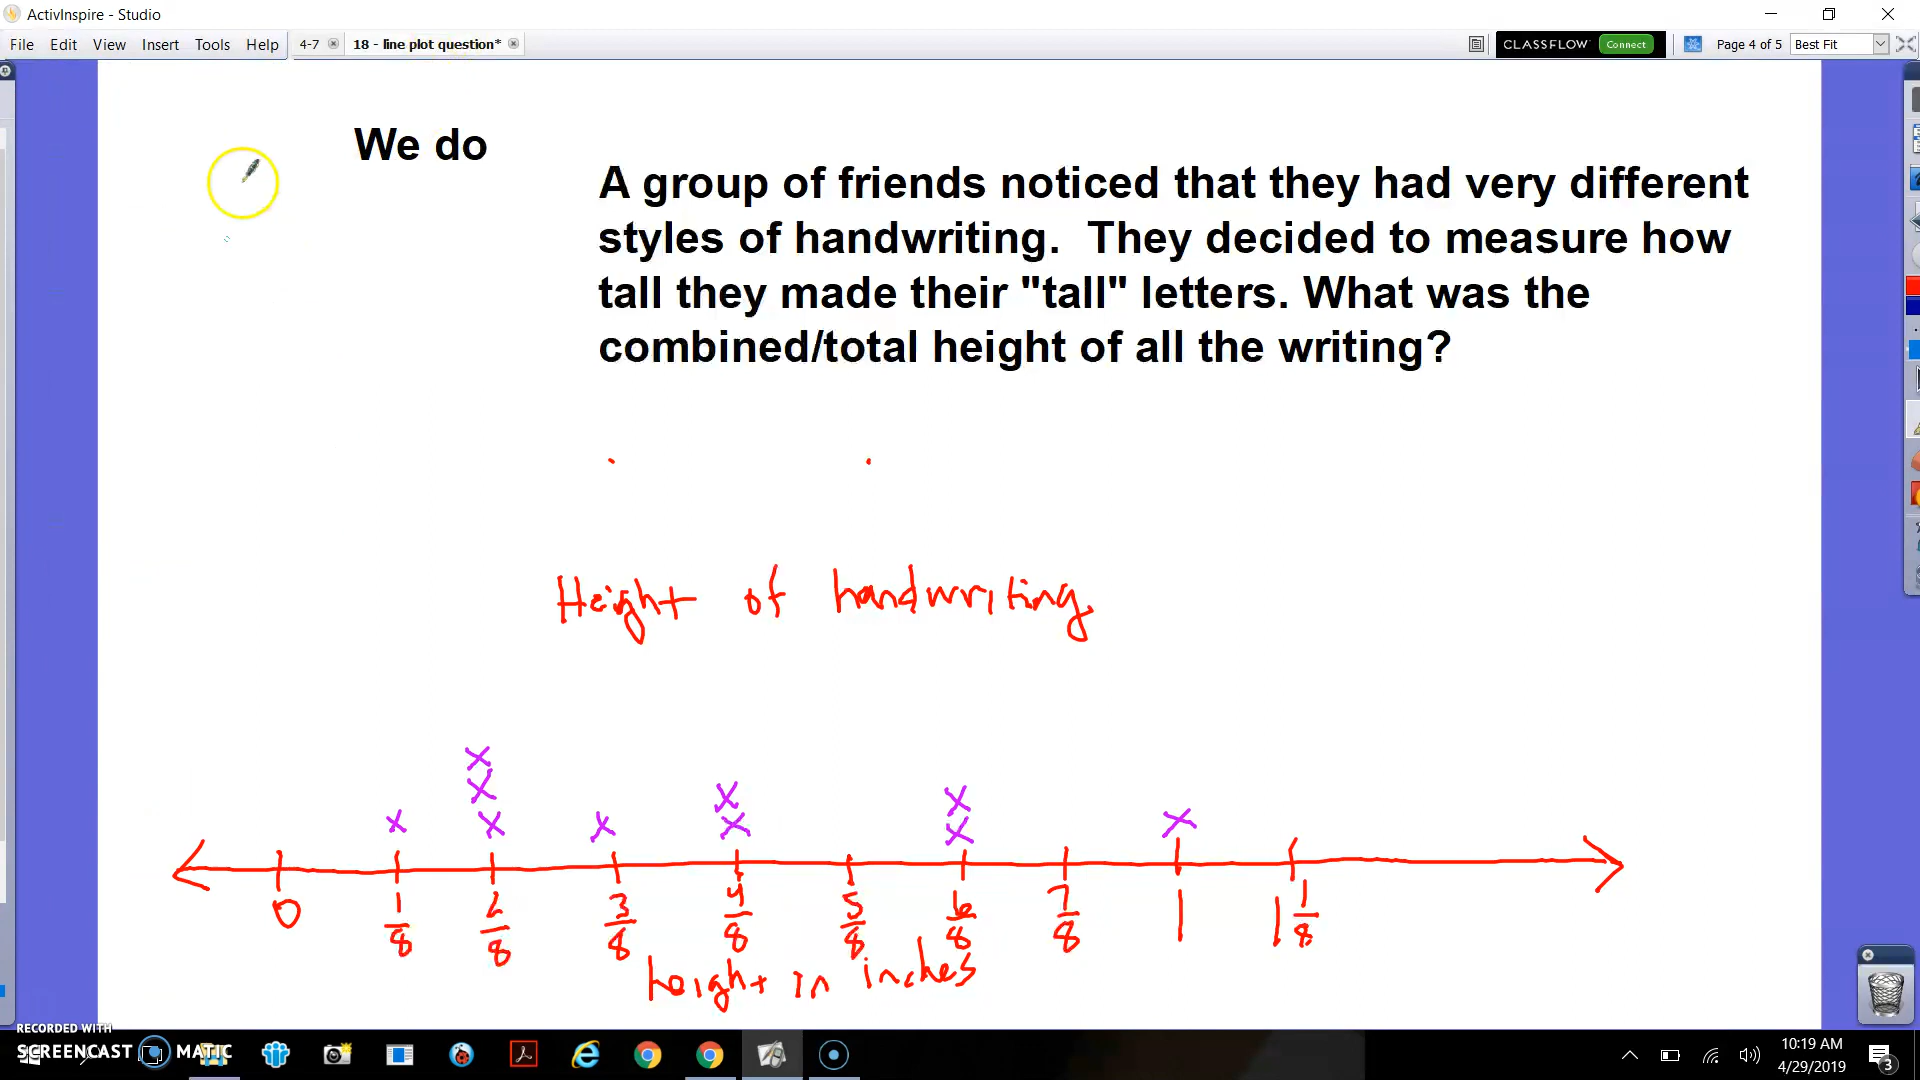 ActivInspire - Studio
File Edit View Insert Tools Help 4-7 18 - line plot question* CLASSFLOW Connect Page 4 of 5 Best Fit
We do
A group of friends noticed that they had very different
styles of handwriting. They decided to measure how
tall they made their "tall" letters. What was the
combined/total height of all the writing?
Height of handwriting
x
x x x
x x x x x x
0 1/8 2/8 3/8 4/8 5/8 6/8 7/8 1 1 1/8
height in inches
RECORDED WITH
SCREENCAST MATIC
10:19 AM
4/29/2019
3